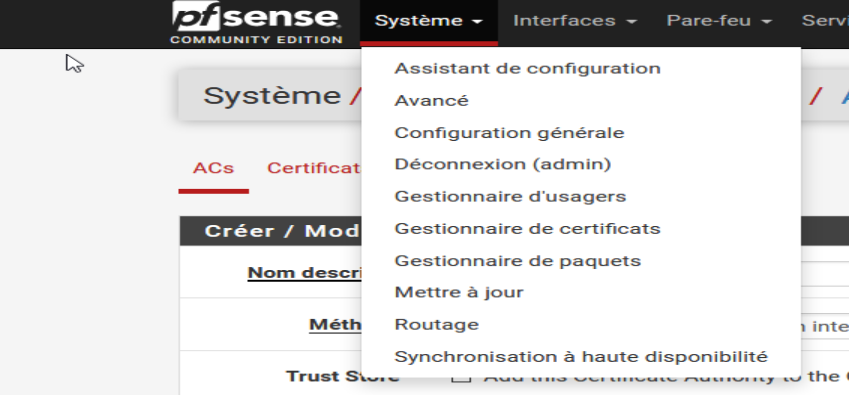 pfsense
COMMUNITY EDITION
Système Interfaces Pare-feu
Système / /
Assistant de configuration
Avancé
Configuration générale
Déconnexion (admin)
Gestionnaire d'usagers
Gestionnaire de certificats
Gestionnaire de paquets
Mettre à jour
Routage
Synchronisation à haute disponibilité
ACs Certificat
Créer / Mod
Nom descri
Méth
Trust Store Add this Certificate Authority to the